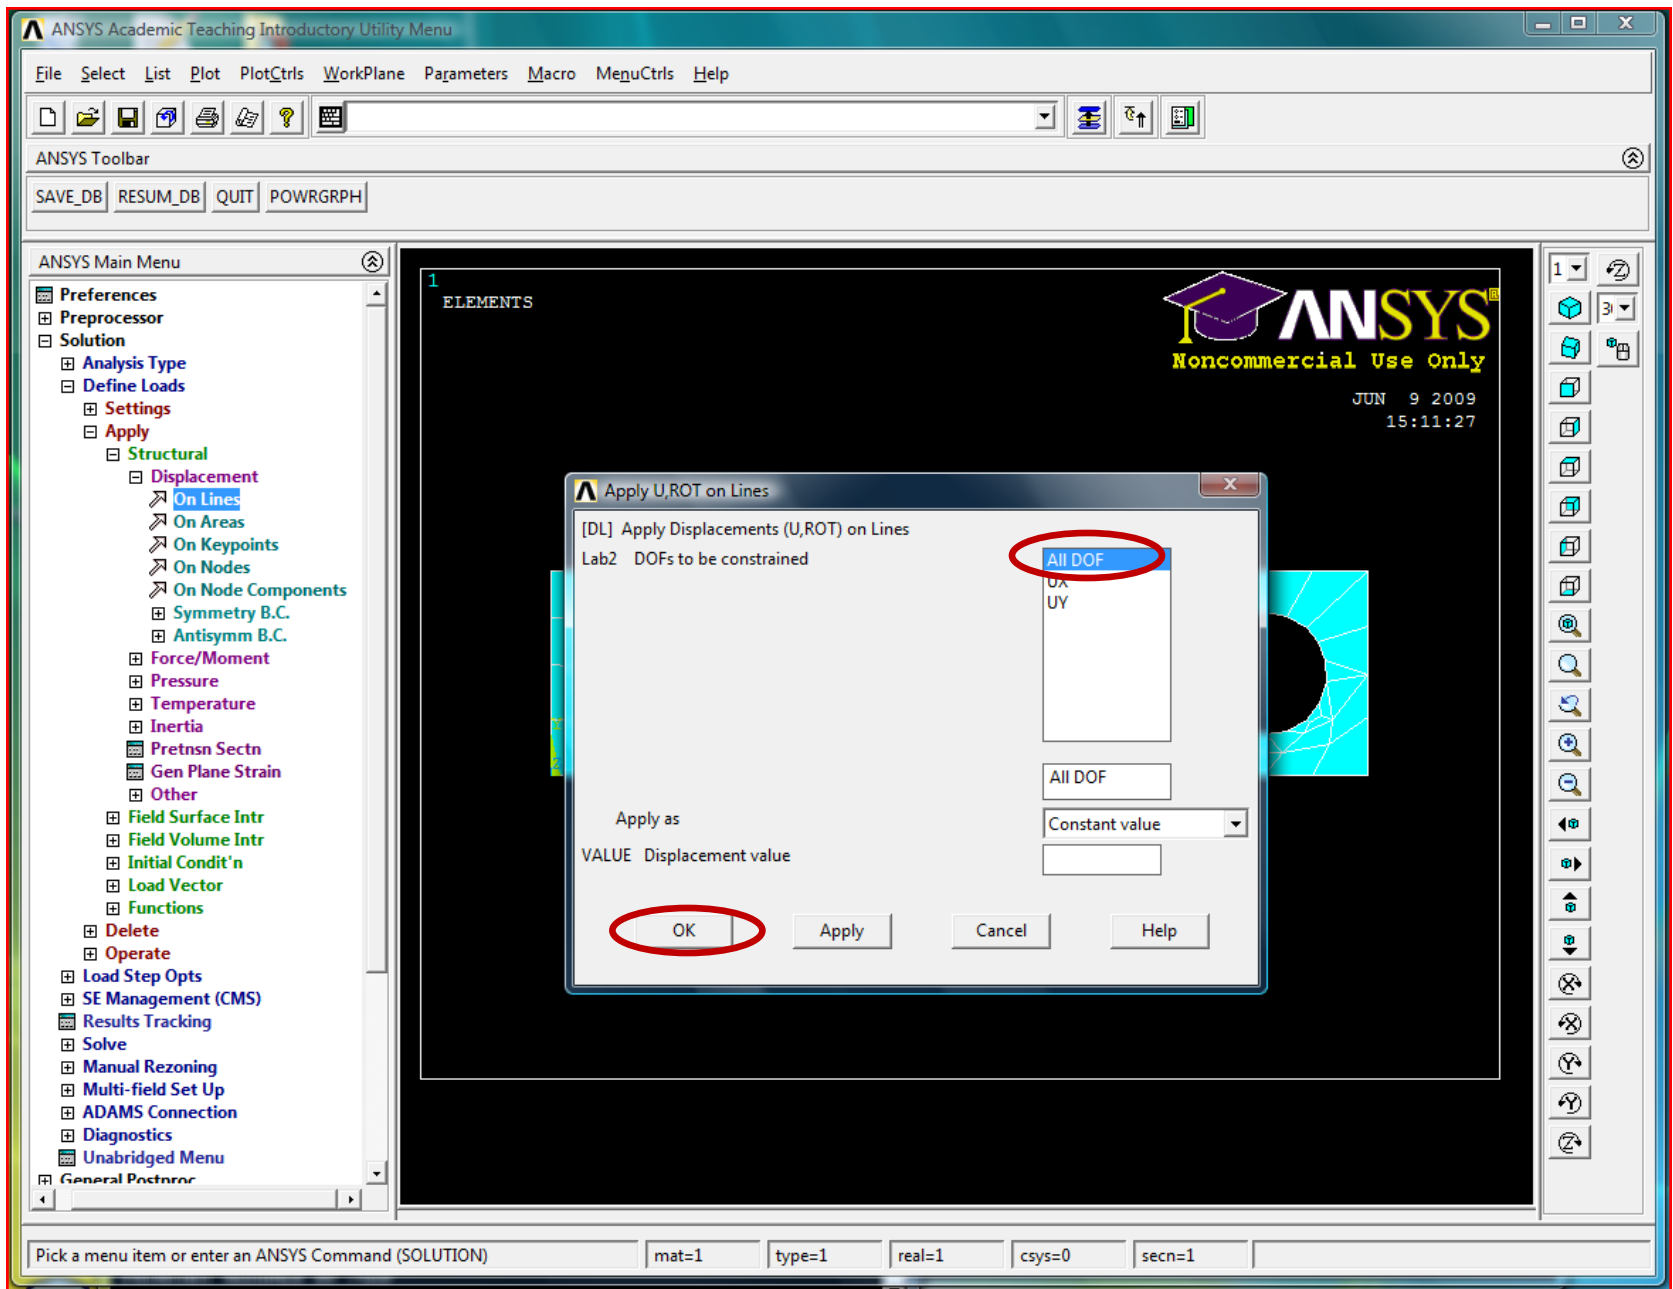 ANSYS Academic Teaching Introductory Utility Menu
File Select List Plot PlotCtrls WorkPlane Parameters Macro MenuCtrls Help
ANSYS Toolbar
SAVE_DB RESUM_DB QUIT POWRGRPH
ANSYS Main Menu
Preferences
Preprocessor
Solution
Analysis Type
Define Loads
Settings
Apply
Structural
Displacement
On Lines
On Areas
On Keypoints
On Nodes
On Node Components
Symmetry B.C.
Antisymm B.C.
Force/Moment
Pressure
Temperature
Inertia
Pretnsn Sectn
Gen Plane Strain
Other
Field Surface Intr
Field Volume Intr
Initial Condit'n
Load Vector
Functions
Delete
Operate
Load Step Opts
SE Management (CMS)
Results Tracking
Solve
Manual Rezoning
Multi-field Set Up
ADAMS Connection
Diagnostics
Unabridged Menu
General Postproc
1
ELEMENTS
ANSYS®
Noncommercial Use Only
JUN 9 2009
15:11:27
Apply U,ROT on Lines
[DL] Apply Displacements (U,ROT) on Lines
Lab2 DOFs to be constrained
All DOF
UX
UY
All DOF
Apply as Constant value
VALUE Displacement value
OK Apply Cancel Help
1
Pick a menu item or enter an ANSYS Command (SOLUTION) mat=1 type=1 real=1 csys=0 secn=1